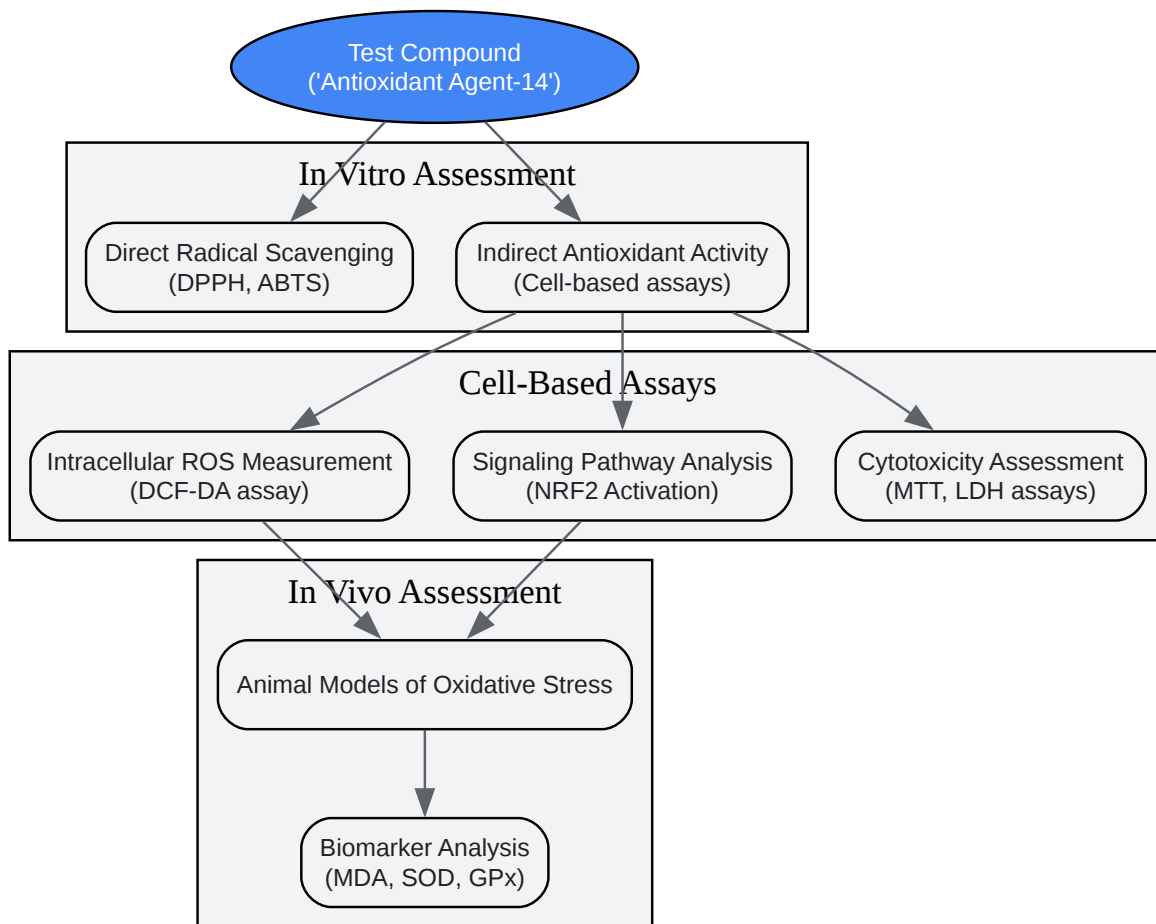 Test Compound
('Antioxidant Agent-14')
In Vitro Assessment
Direct Radical Scavenging
(DPPH, ABTS)
Indirect Antioxidant Activity
(Cell-based assays)
Cell-Based Assays
Intracellular ROS Measurement
(DCF-DA assay)
Signaling Pathway Analysis
(NRF2 Activation)
Cytotoxicity Assessment
(MTT, LDH assays)
In Vivo Assessment
Animal Models of Oxidative Stress
Biomarker Analysis
(MDA, SOD, GPx)